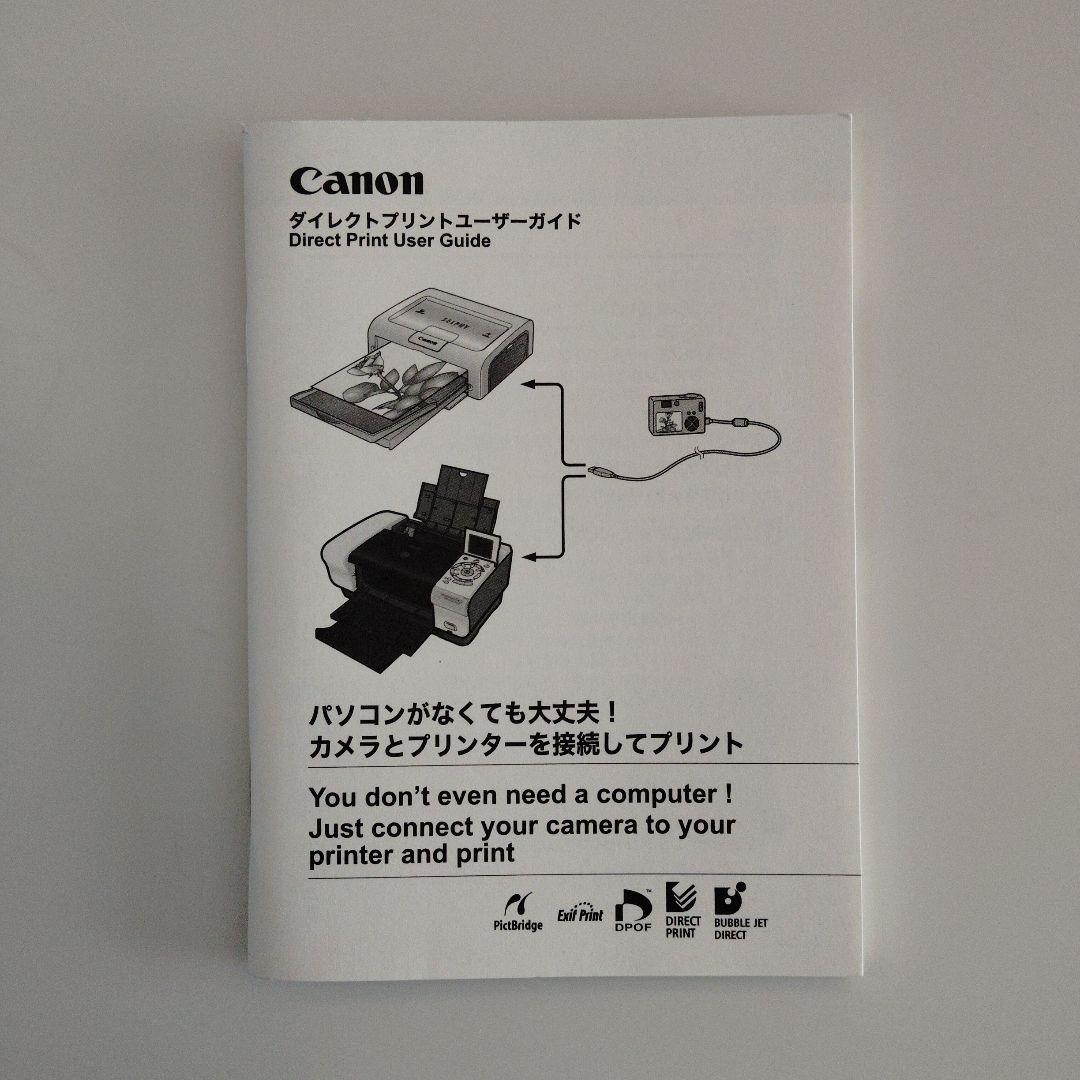 Canon
ダイレクトプリントユーザーガイド
Direct Print User Guide
SELPHY
Canon
パソコンがなくても大丈夫！
カメラとプリンターを接続してプリント
You don't even need a computer !
Just connect your camera to your
printer and print
PictBridge
Exif Print
DPOF™
DIRECT
PRINT
BUBBLE JET
DIRECT